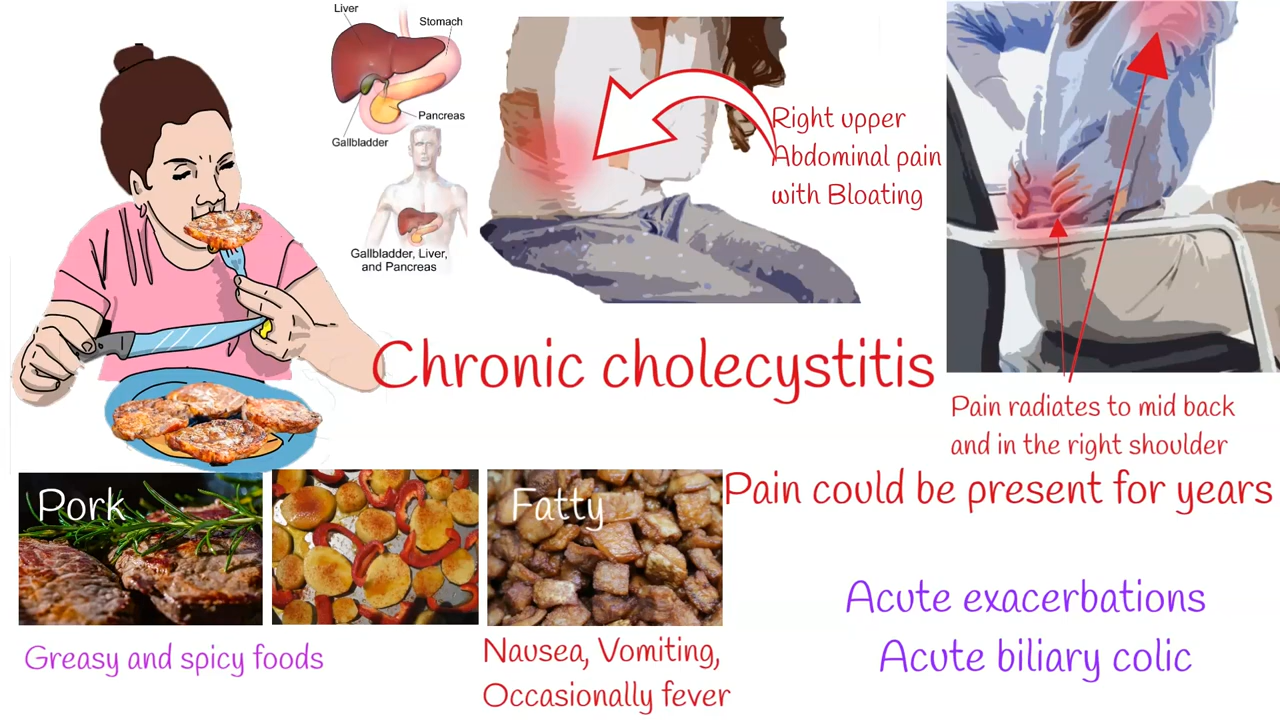 Liver
Stomach
Pancreas
Gallbladder
Gallbladder, Liver,
and Pancreas
Right upper
Abdominal pain
with Bloating
Chronic cholecystitis
Pain radiates to mid back
and in the right shoulder
Pain could be present for years
Pork
Fatty
Greasy and spicy foods
Nausea, Vomiting,
Occasionally fever
Acute exacerbations
Acute biliary colic